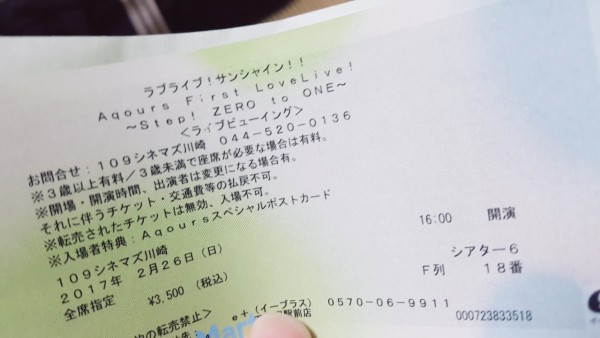 ラブライブ!サンシャイン!!
Aqours First LoveLive!
~Step! ZERO to ONE~
<ライブビューイング>
お問合せ:109シネマズ川崎 044-520-0136
※3歳以上有料/3歳未満で座席が必要な場合は有料。
※開場・開演時間、出演者は変更になる場合有。
それに伴うチケット・交通費等の払戻不可。
※転売されたチケットは無効、入場不可。
※入場者特典:Aqoursスペシャルポストカード
16:00 開演
109シネマズ川崎
シアター6
2017年 2月26日(日)
F列 18番
全席指定 ¥3,500(税込)
の転売禁止>
e+(イープラス) 0570-06-9911
駅前店
000723833518